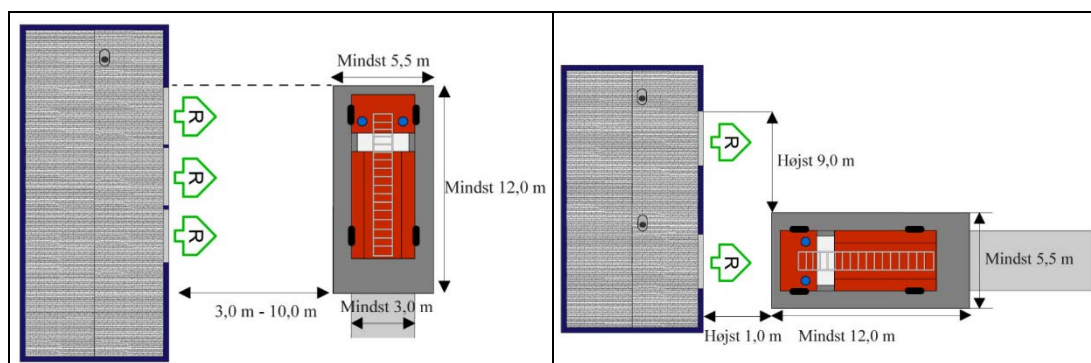 Mindst 5,5 m
R
R
R
Mindst 12,0 m
3,0 m - 10,0 m
Mindst 3,0 m
R
Højst 9,0 m
R
Mindst 5,5 m
Højst 1,0 m
Mindst 12,0 m